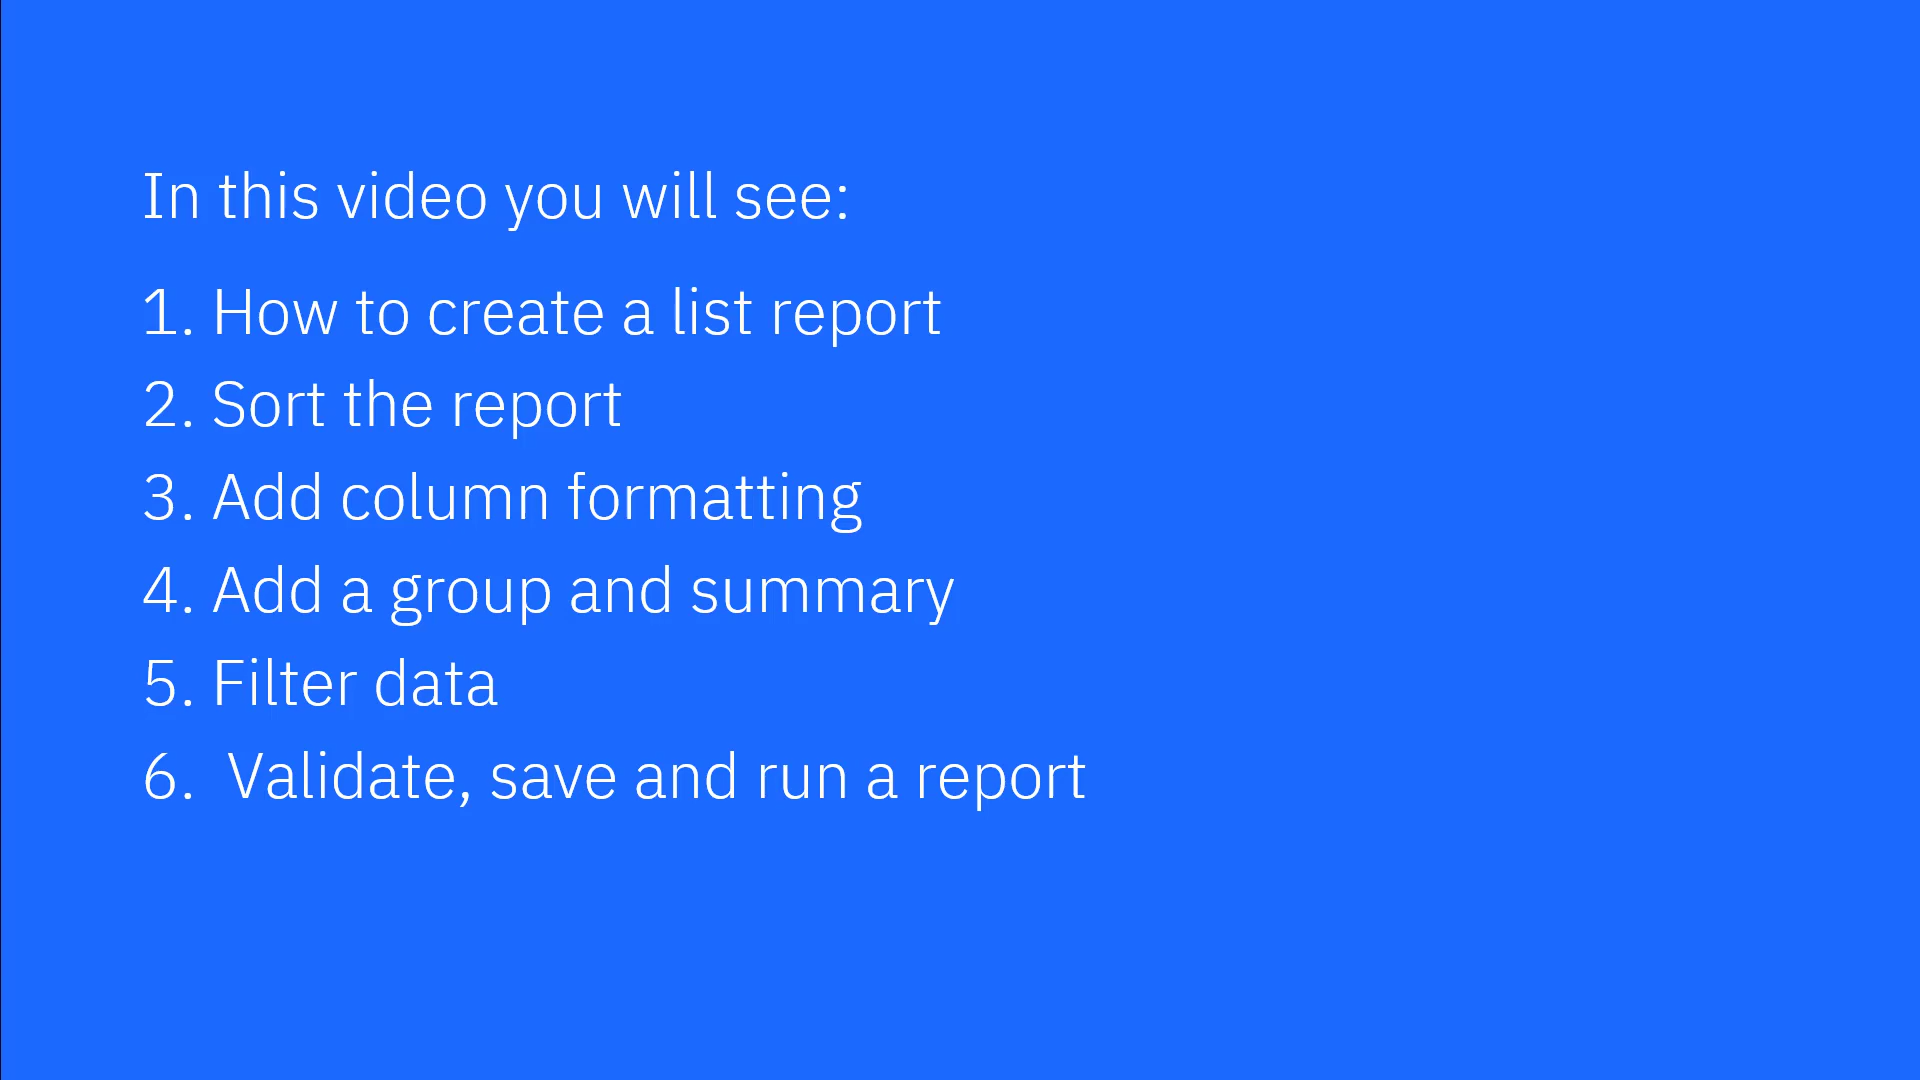 In this video you will see:
1. How to create a list report
2. Sort the report
3. Add column formatting
4. Add a group and summary
5. Filter data
6.  Validate, save and run a report